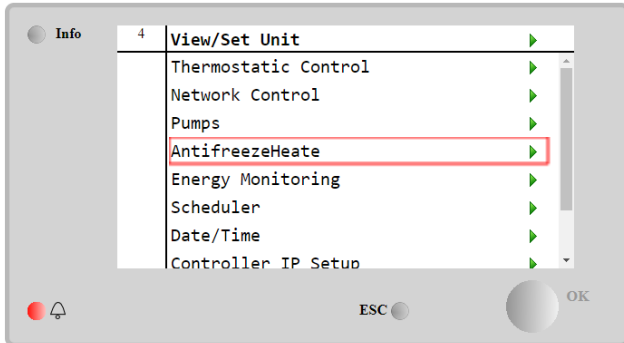 Info
4 View/Set Unit
Thermostatic Control
Network Control
Pumps
AntifreezeHeate
Energy Monitoring
Scheduler
Date/Time
Controller IP Setup
ESC
OK